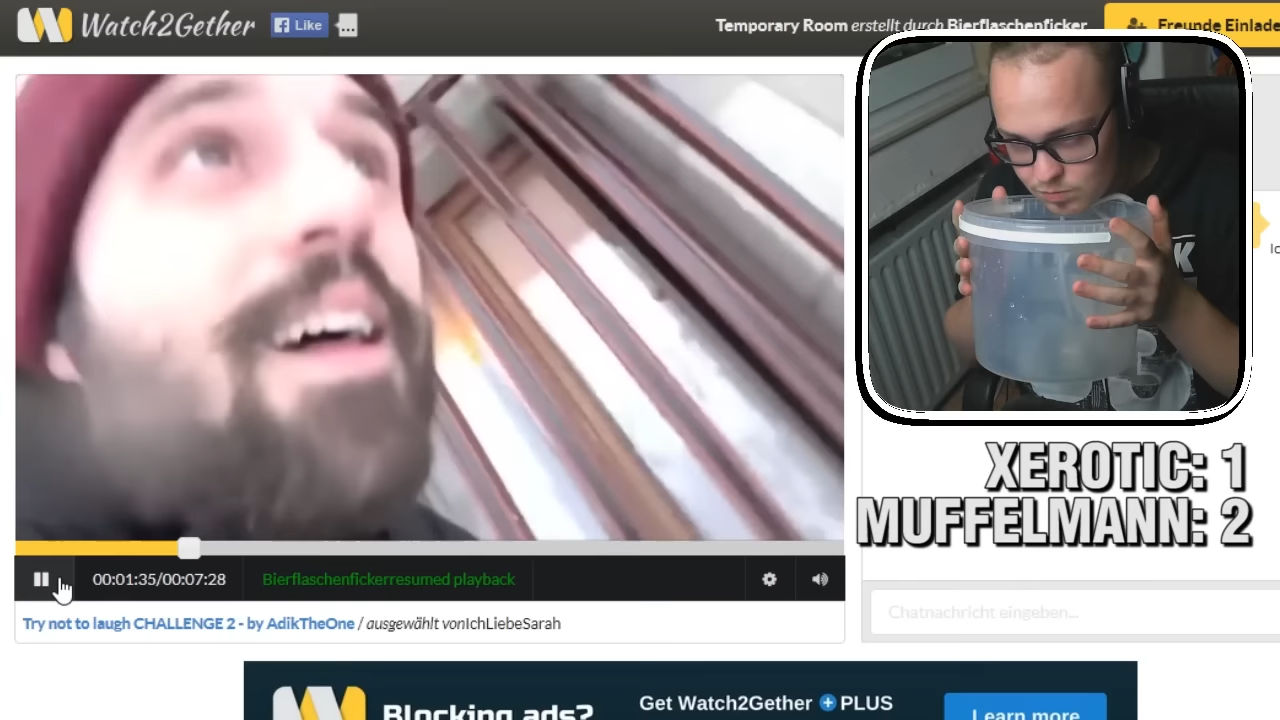 Watch2Gether
Like
...
Temporary Room erstellt durch Bierflaschenficker
Freunde Einlade
K
Ic
XEROTIC: 1
MUFFELMANN: 2
00:01:35/00:07:28
Bierflaschenfickerresumed playback
Try not to laugh CHALLENGE 2 - by AdikTheOne / ausgewählt vonIchLiebeSarah
Chatnachricht eingeben...
Blocking ads?
Get Watch2Gether PLUS
Learn more